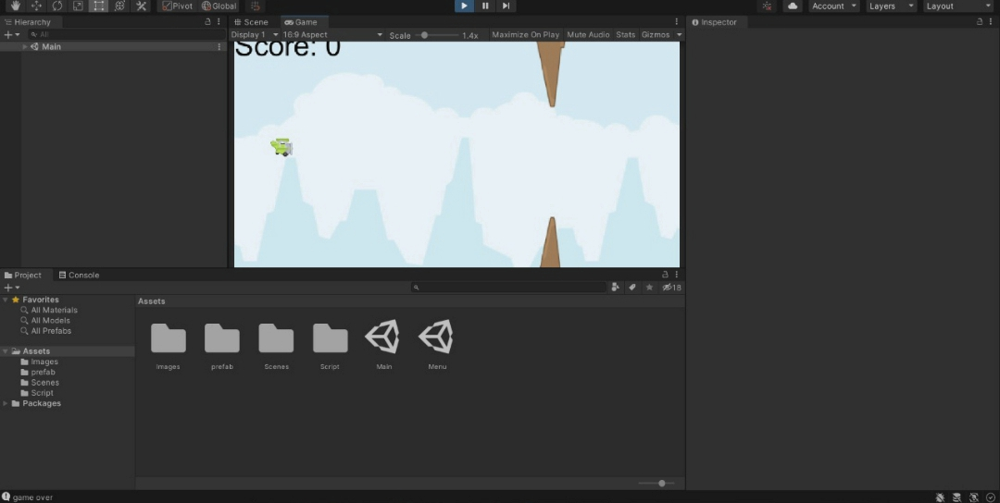 Pivot Global Account Layers Layout
Hierarchy Scene Game Inspector
All Display 1 16:9 Aspect Scale 1.4x Maximize On Play Mute Audio Stats Gizmos
Main
Score: 0
Project Console
18
Favorites
All Materials
All Models
All Prefabs
Assets
Images
prefab
Scenes
Script
Packages
Assets
Images prefab Scenes Script Main Menu
game over